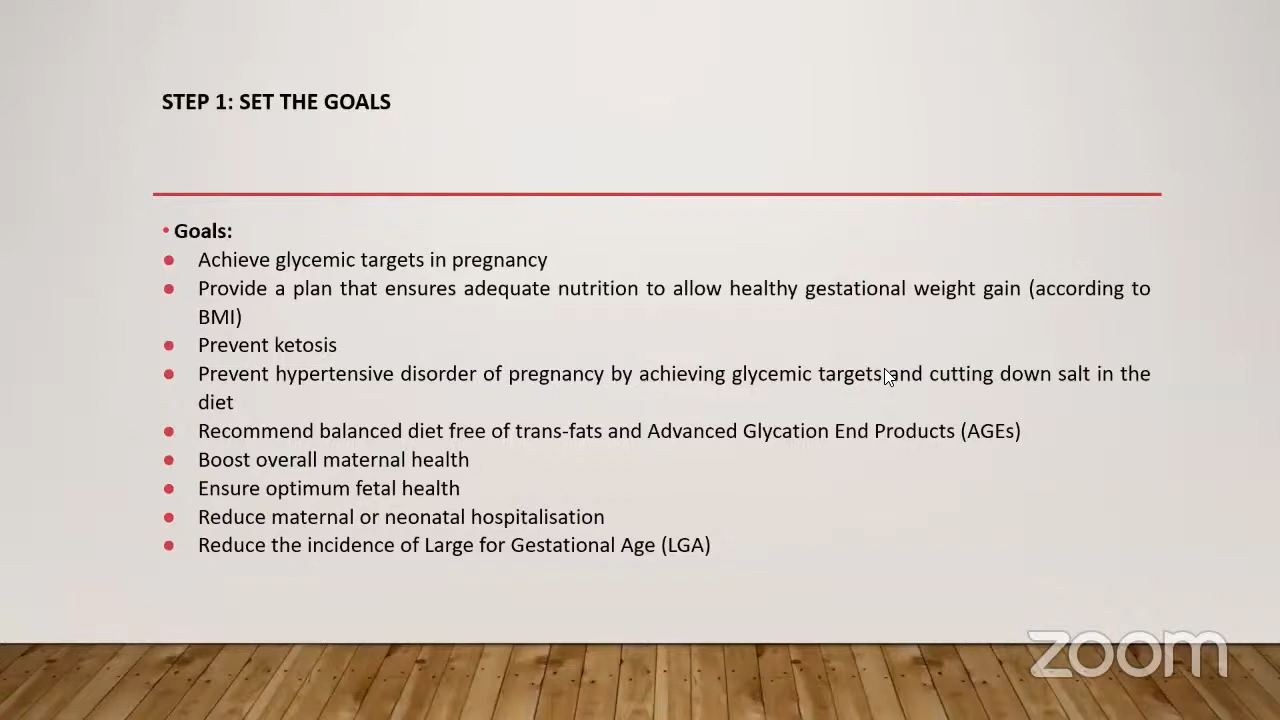 STEP 1: SET THE GOALS
• Goals:
● Achieve glycemic targets in pregnancy
● Provide a plan that ensures adequate nutrition to allow healthy gestational weight gain (according to
BMI)
● Prevent ketosis
● Prevent hypertensive disorder of pregnancy by achieving glycemic targets and cutting down salt in the
diet
● Recommend balanced diet free of trans-fats and Advanced Glycation End Products (AGEs)
● Boost overall maternal health
● Ensure optimum fetal health
● Reduce maternal or neonatal hospitalisation
● Reduce the incidence of Large for Gestational Age (LGA)
zoom